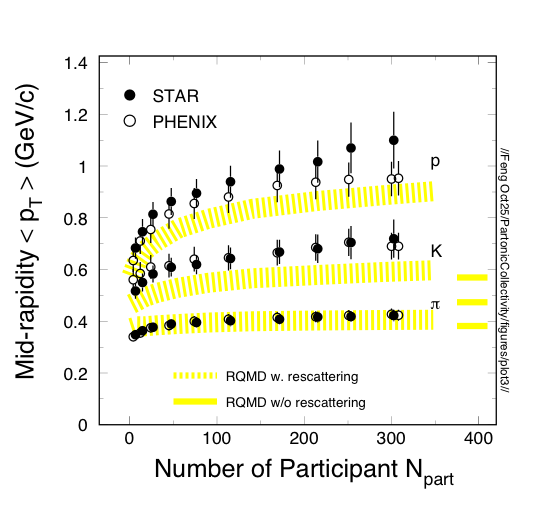 1.4
1.2
1
0.8
0.6
0.4
0.2
0
Mid-rapidity < p_T > (GeV/c)
STAR
PHENIX
p
K
π
RQMD w. rescattering
RQMD w/o rescattering
0
100
200
300
400
Number of Participant N_part
//Feng Oct25/PartonicCollectivity/figures/plot3//